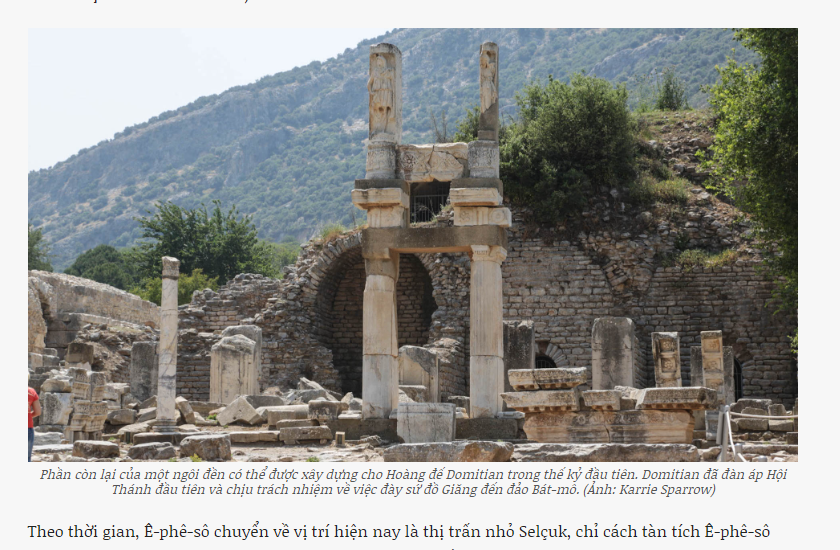 Phần còn lại của một ngôi đền có thể được xây dựng cho Hoàng đế Domitian trong thế kỷ đầu tiên. Domitian đã đàn áp Hội
Thánh đầu tiên và chịu trách nhiệm về việc đày sứ đồ Giăng đến đảo Bát-mô. (Ảnh: Karrie Sparrow)
Theo thời gian, Ê-phê-sô chuyển về vị trí hiện nay là thị trấn nhỏ Selçuk, chỉ cách tàn tích Ê-phê-sô